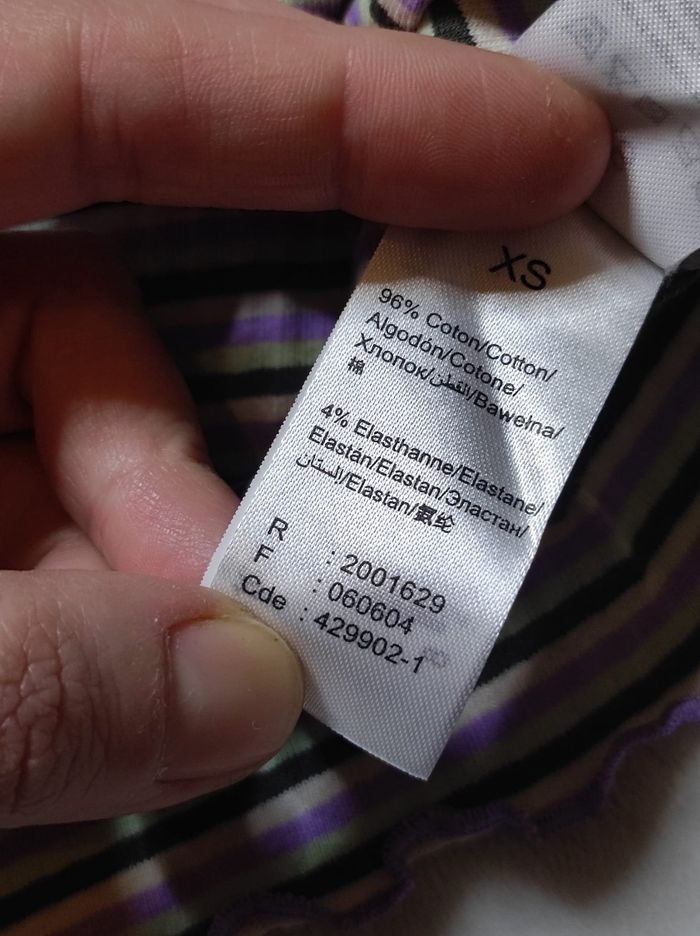 XS
96% Coton/Cotton/
Algodón/Cotone/
Хлопок/القطن/Bawełna/
棉
4% Elasthanne/Elastane/
Elastán/Elastan/Эластан/
الستان/Elastan/氨纶
R : 2001629
F : 060604
Cde : 429902-1